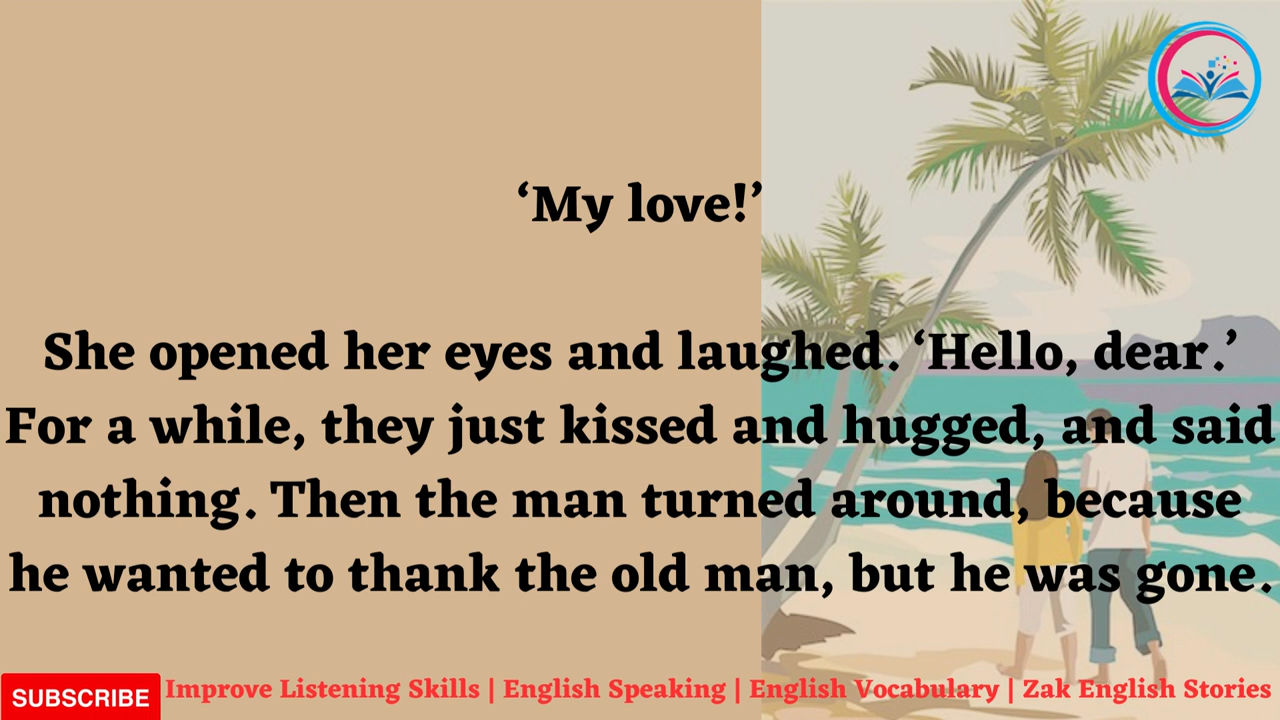 ‘My love!’
She opened her eyes and laughed. ‘Hello, dear.’
For a while, they just kissed and hugged, and said
nothing. Then the man turned around, because
he wanted to thank the old man, but he was gone.
SUBSCRIBE Improve Listening Skills | English Speaking | English Vocabulary | Zak English Stories